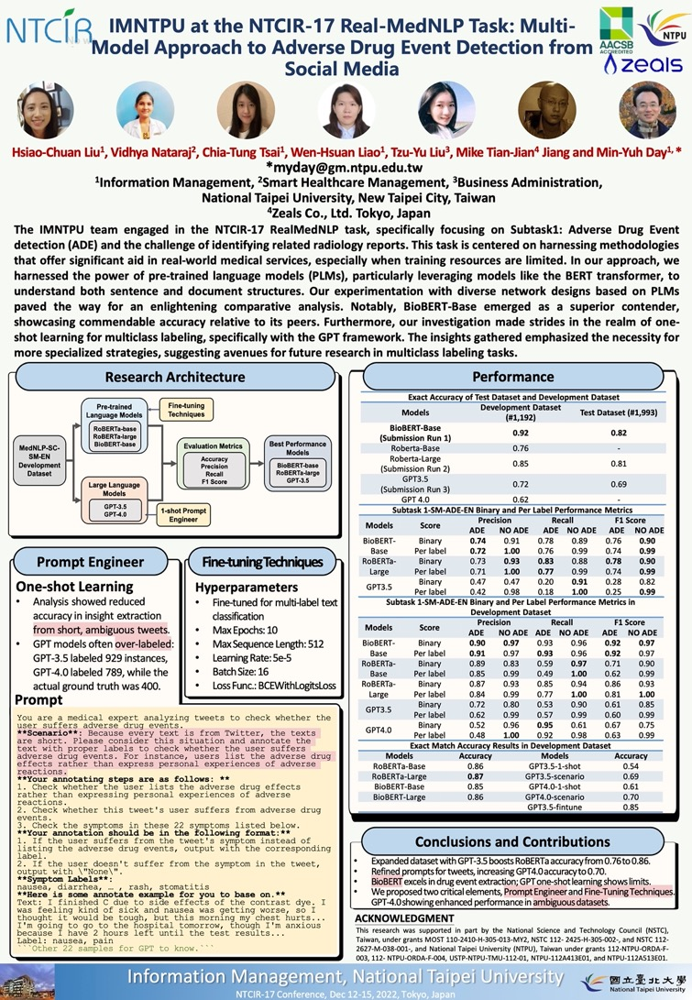 NTCIR
IMNTPU at the NTCIR-17 Real-MedNLP Task: Multi-
Model Approach to Adverse Drug Event Detection from
Social Media
AACSB
ACCREDITED
NTPU
zeals
Hsiao-Chuan Liu¹, Vidhya Nataraj², Chia-Tung Tsai¹, Wen-Hsuan Liao¹, Tzu-Yu Liu³, Mike Tian-Jian⁴ Jiang and Min-Yuh Day¹,*
*myday@gm.ntpu.edu.tw
¹Information Management, ²Smart Healthcare Management, ³Business Administration,
National Taipei University, New Taipei City, Taiwan
⁴Zeals Co., Ltd. Tokyo, Japan
The IMNTPU team engaged in the NTCIR-17 RealMedNLP task, specifically focusing on Subtask1: Adverse Drug Event
detection (ADE) and the challenge of identifying related radiology reports. This task is centered on harnessing methodologies
that offer significant aid in real-world medical services, especially when training resources are limited. In our approach, we
harnessed the power of pre-trained language models (PLMs), particularly leveraging models like the BERT transformer, to
understand both sentence and document structures. Our experimentation with diverse network designs based on PLMs
paved the way for an enlightening comparative analysis. Notably, BioBERT-Base emerged as a superior contender,
showcasing commendable accuracy relative to its peers. Furthermore, our investigation made strides in the realm of one-
shot learning for multiclass labeling, specifically with the GPT framework. The insights gathered emphasized the necessity for
more specialized strategies, suggesting avenues for future research in multiclass labeling tasks.
Research Architecture
MedNLP-SC-
SM-EN
Development
Dataset
Pre-trained
Language Models
RoBERTa-base
RoBERTa-large
BioBERT-base
Fine-tuning
Techniques
Large Language
Models
GPT-3.5
GPT-4.0
1-shot Prompt
Engineer
Evaluation Metrics
Accuracy
Precision
Recall
F1 Score
Best Performance
Models
BioBERT-base
RoBERTa-large
GPT-3.5
Prompt Engineer
One-shot Learning
• Analysis showed reduced
accuracy in insight extraction
from short, ambiguous tweets.
• GPT models often over-labeled:
GPT-3.5 labeled 929 instances,
GPT-4.0 labeled 789, while the
actual ground truth was 400.
Fine-tuning Techniques
Hyperparameters
• Fine-tuned for multi-label text
classification
• Max Epochs: 10
• Max Sequence Length: 512
• Learning Rate: 5e-5
• Batch Size: 16
• Loss Func.: BCEWithLogitsLoss
Prompt
You are a medical expert analyzing tweets to check whether the
user suffers adverse drug events.
**Scenario**: Because every text is from Twitter, the texts
are short. Please consider this situation and annotate the
text with proper labels to check whether the user suffers
adverse drug events. For instance, users list the adverse drug
effects rather than express personal experiences of adverse
reactions.
**Your annotating steps are as follows: **
1. Check whether the user lists the adverse drug effects
rather than expressing personal experiences of adverse
reactions.
2. Check whether this tweet's user suffers from adverse drug
events.
3. Check the symptoms in these 22 symptoms listed below.
**Your annotation should be in the following format:**
1. If the user suffers from the tweet's symptom instead of
listing the adverse drug events, output with the corresponding
label.
2. If the user doesn't suffer from the symptom in the tweet,
output with \"None\".
**Symptom Labels**:
nausea, diarrhea, … , rash, stomatitis
**Here is some annotate example for you to base on.**
Text: I finished C due to side effects of the contrast dye. I
was feeling kind of sick and nausea was getting worse, so I
thought it would be tough, but this morning my chest hurts...
I'm going to go to the hospital tomorrow, though I'm anxious
because I have 2 hours left until the test results...
Label: nausea, pain
```Other 22 samples for GPT to know.```
Performance
Exact Accuracy of Test Dataset and Development Dataset
Models Development Dataset (#1,192) Test Dataset (#1,993)
BioBERT-Base
(Submission Run 1) 0.92 0.82
Roberta-Base 0.76 -
Roberta-Large
(Submission Run 2) 0.85 0.81
GPT3.5
(Submission Run 3) 0.72 0.69
GPT 4.0 0.62 -
Subtask 1-SM-ADE-EN Binary and Per Label Performance Metrics
Models Score Precision Recall F1 Score
ADE NO ADE ADE NO ADE ADE NO ADE
BioBERT- Binary 0.74 0.91 0.78 0.89 0.76 0.90
Base Per label 0.72 1.00 0.76 0.99 0.74 0.99
RoBERTa- Binary 0.73 0.93 0.83 0.88 0.78 0.90
Large Per label 0.71 1.00 0.77 0.99 0.74 0.99
GPT3.5 Binary 0.47 0.47 0.20 0.91 0.28 0.82
Per label 0.42 0.98 0.18 1.00 0.25 0.99
Subtask 1-SM-ADE-EN Binary and Per Label Performance Metrics in
Development Dataset
Models Score Precision Recall F1 Score
ADE NO ADE ADE NO ADE ADE NO ADE
BioBERT- Binary 0.90 0.97 0.93 0.96 0.92 0.97
Base Per label 0.91 0.97 0.93 0.96 0.92 0.97
RoBERTa- Binary 0.89 0.83 0.59 0.97 0.71 0.90
Base Per label 0.85 0.99 0.49 1.00 0.62 0.99
RoBERTa- Binary 0.87 0.93 0.85 0.94 0.86 0.93
Large Per label 0.84 0.99 0.77 1.00 0.81 1.00
GPT3.5 Binary 0.72 0.80 0.53 0.90 0.61 0.85
Per label 0.62 0.99 0.57 0.99 0.60 0.99
GPT4.0 Binary 0.52 0.96 0.95 0.61 0.67 0.75
Per label 0.48 1.00 0.92 0.98 0.63 0.99
Exact Match Accuracy Results in Development Dataset
Models Accuracy Models Accuracy
RoBERTa-Base 0.86 GPT3.5-1-shot 0.54
RoBERTa-Large 0.87 GPT3.5-scenario 0.69
BioBERT-Base 0.85 GPT4.0-1-shot 0.61
BioBERT-Large 0.86 GPT4.0-scenario 0.70
GPT3.5-fintune 0.85
Conclusions and Contributions
• Expanded dataset with GPT-3.5 boosts RoBERTa accuracy from 0.76 to 0.86.
• Refined prompts for tweets, increasing GPT4.0 accuracy to 0.70.
• BioBERT excels in drug event extraction; GPT one-shot learning shows limits.
• We proposed two critical elements, Prompt Engineer and Fine-Tuning Techniques.
• GPT-4.0 showing enhanced performance in ambiguous datasets.
ACKNOWLEDGMENT
This research was supported in part by the National Science and Technology Council (NSTC),
Taiwan, under grants MOST 110-2410-H-305-013-MY2, NSTC 112- 2425-H-305-002-, and NSTC 112-
2627-M-038-001-, and National Taipei University (NTPU), Taiwan under grants 112-NTPU-ORDA-F-
003, 112- NTPU-ORDA-F-004, USTP-NTPU-TMU-112-01, NTPU-112A413E01, and NTPU-112A513E01.
Information Management, National Taipei University
NTCIR-17 Conference, Dec 12-15, 2022, Tokyo, Japan
國立臺北大學
National Taipei University